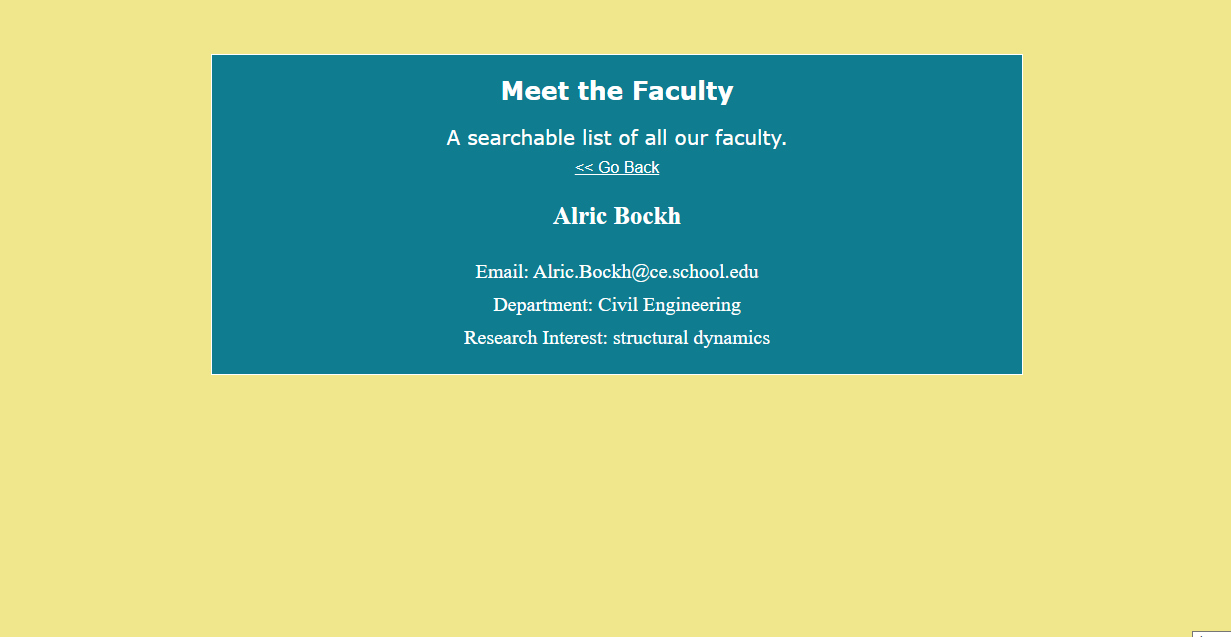 Meet the Faculty
A searchable list of all our faculty.
<< Go Back
Alric Bockh
Email: Alric.Bockh@ce.school.edu
Department: Civil Engineering
Research Interest: structural dynamics